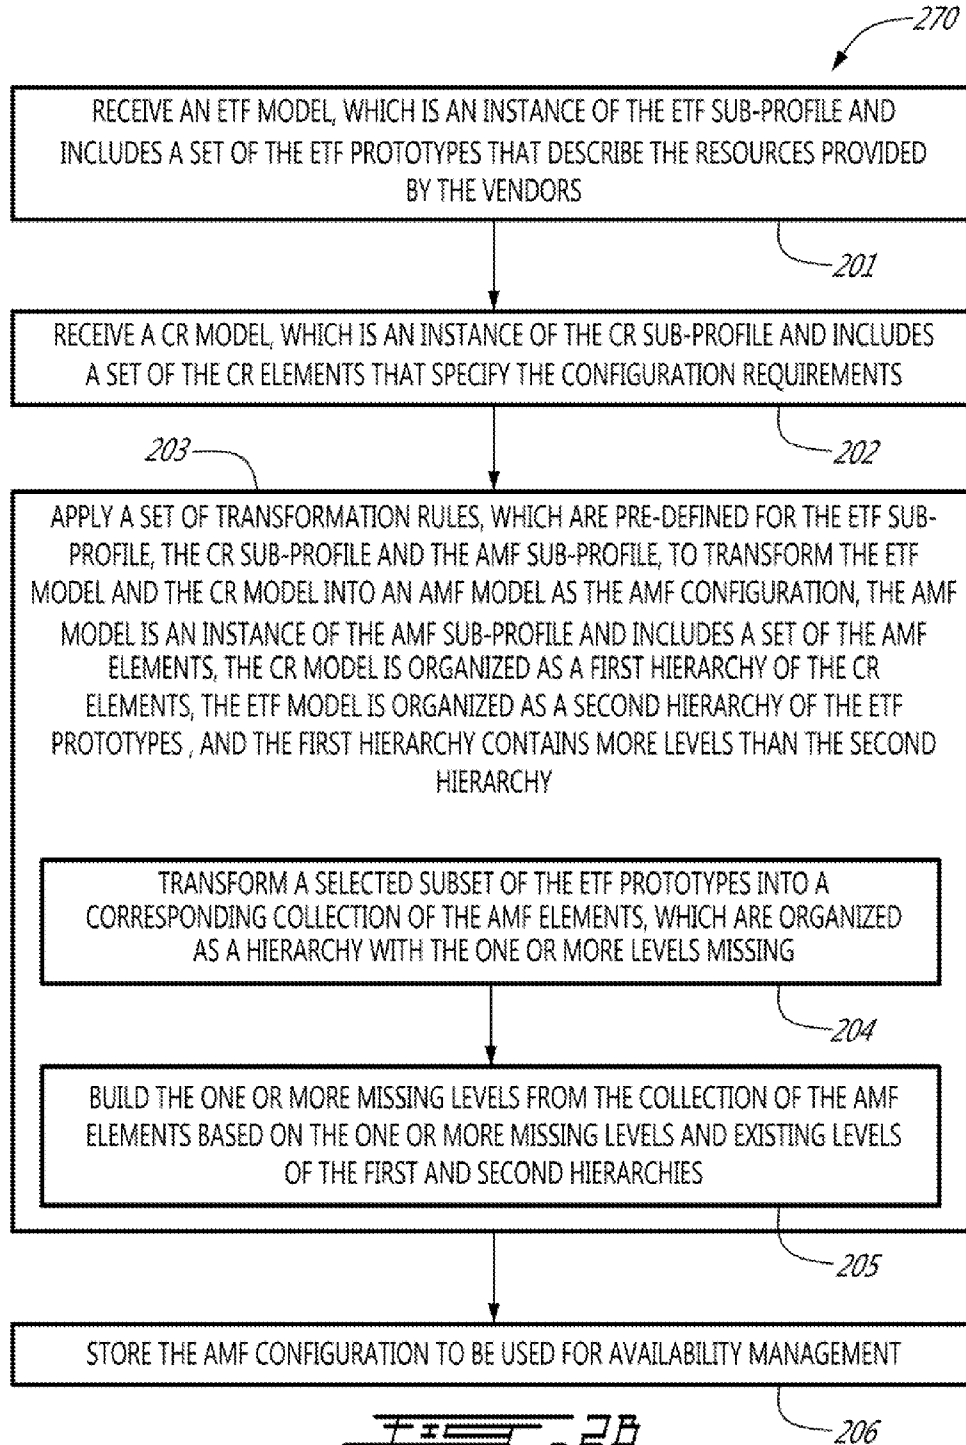 270
RECEIVE AN ETF MODEL, WHICH IS AN INSTANCE OF THE ETF SUB-PROFILE AND
INCLUDES A SET OF THE ETF PROTOTYPES THAT DESCRIBE THE RESOURCES PROVIDED
BY THE VENDORS
201
RECEIVE A CR MODEL, WHICH IS AN INSTANCE OF THE CR SUB-PROFILE AND INCLUDES
A SET OF THE CR ELEMENTS THAT SPECIFY THE CONFIGURATION REQUIREMENTS
202
203
APPLY A SET OF TRANSFORMATION RULES, WHICH ARE PRE-DEFINED FOR THE ETF SUB-
PROFILE, THE CR SUB-PROFILE AND THE AMF SUB-PROFILE, TO TRANSFORM THE ETF
MODEL AND THE CR MODEL INTO AN AMF MODEL AS THE AMF CONFIGURATION, THE AMF
MODEL IS AN INSTANCE OF THE AMF SUB-PROFILE AND INCLUDES A SET OF THE AMF
ELEMENTS, THE CR MODEL IS ORGANIZED AS A FIRST HIERARCHY OF THE CR
ELEMENTS, THE ETF MODEL IS ORGANIZED AS A SECOND HIERARCHY OF THE ETF
PROTOTYPES , AND THE FIRST HIERARCHY CONTAINS MORE LEVELS THAN THE SECOND
HIERARCHY
TRANSFORM A SELECTED SUBSET OF THE ETF PROTOTYPES INTO A
CORRESPONDING COLLECTION OF THE AMF ELEMENTS, WHICH ARE ORGANIZED
AS A HIERARCHY WITH THE ONE OR MORE LEVELS MISSING
204
BUILD THE ONE OR MORE MISSING LEVELS FROM THE COLLECTION OF THE AMF
ELEMENTS BASED ON THE ONE OR MORE MISSING LEVELS AND EXISTING LEVELS
OF THE FIRST AND SECOND HIERARCHIES
205
STORE THE AMF CONFIGURATION TO BE USED FOR AVAILABILITY MANAGEMENT
206
FIG. 2B